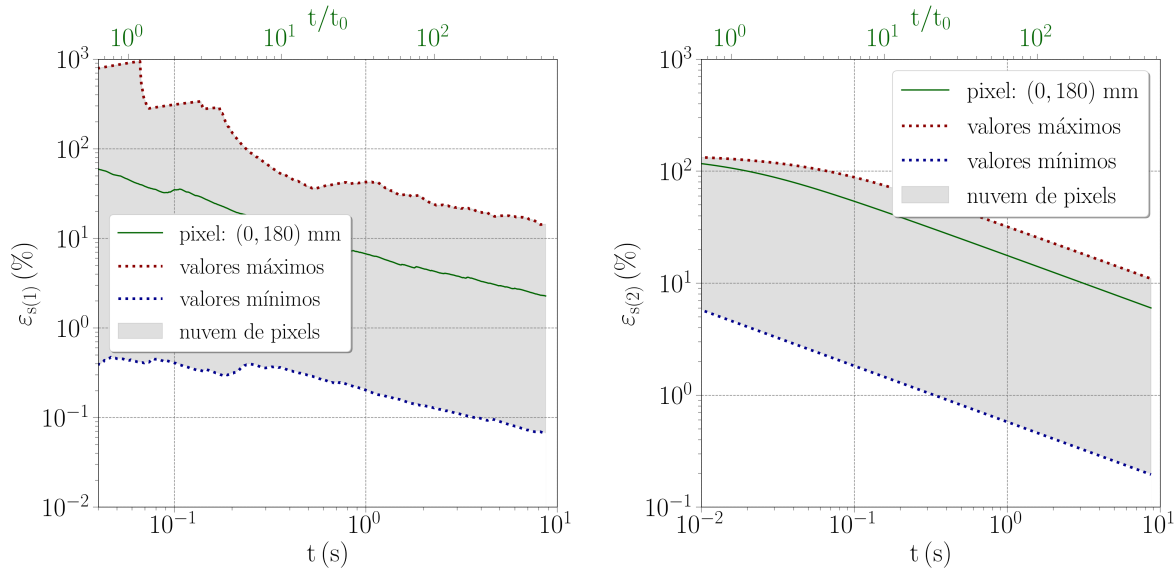 10⁰ 10¹ t/t₀ 10²
10³
10²
10¹
10⁰
10⁻¹
10⁻²
ε_s(1) (%)
pixel: (0, 180) mm
valores máximos
valores mínimos
nuvem de pixels
10⁻¹ 10⁰ 10¹
t (s)
10⁰ 10¹ t/t₀ 10²
10³
10²
10¹
10⁰
10⁻¹
ε_s(2) (%)
pixel: (0, 180) mm
valores máximos
valores mínimos
nuvem de pixels
10⁻² 10⁻¹ 10⁰ 10¹
t (s)